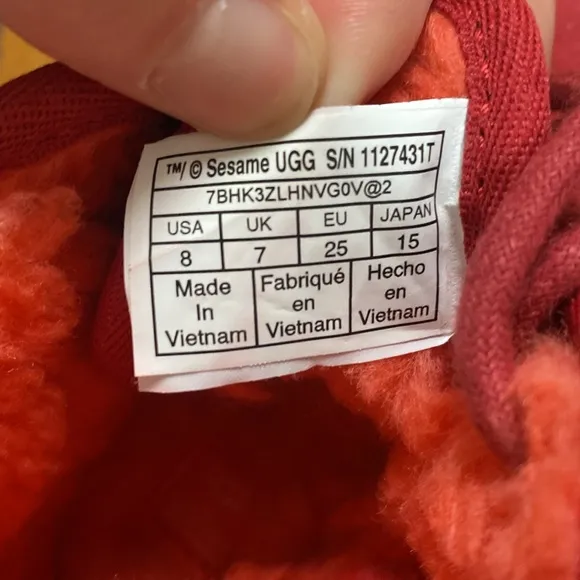 ™/ © Sesame UGG S/N 1127431T
7BHK3ZLHNVG0V@2
USA UK EU JAPAN
8 7 25 15
Made Fabriqué Hecho
In en en
Vietnam Vietnam Vietnam